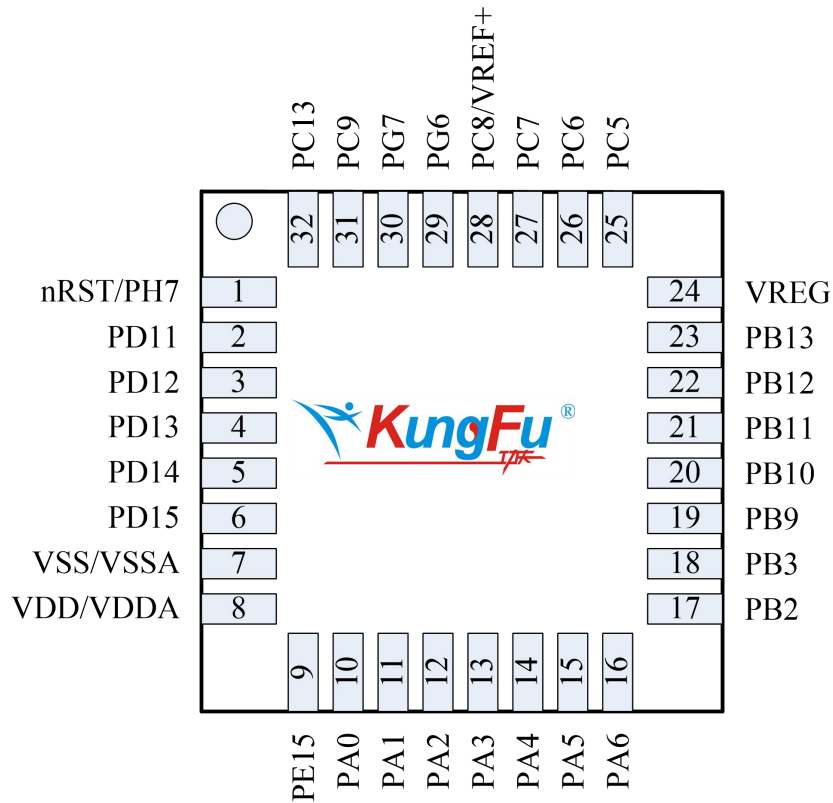 PC13 PC9 PG7 PG6 PC8/VREF+ PC7 PC6 PC5
32 31 30 29 28 27 26 25
nRST/PH7 1 24 VREG
PD11 2 23 PB13
PD12 3 22 PB12
PD13 4 21 PB11
PD14 5 20 PB10
PD15 6 19 PB9
VSS/VSSA 7 18 PB3
VDD/VDDA 8 17 PB2
KungFu®
功夫
9 10 11 12 13 14 15 16
PE15 PA0 PA1 PA2 PA3 PA4 PA5 PA6